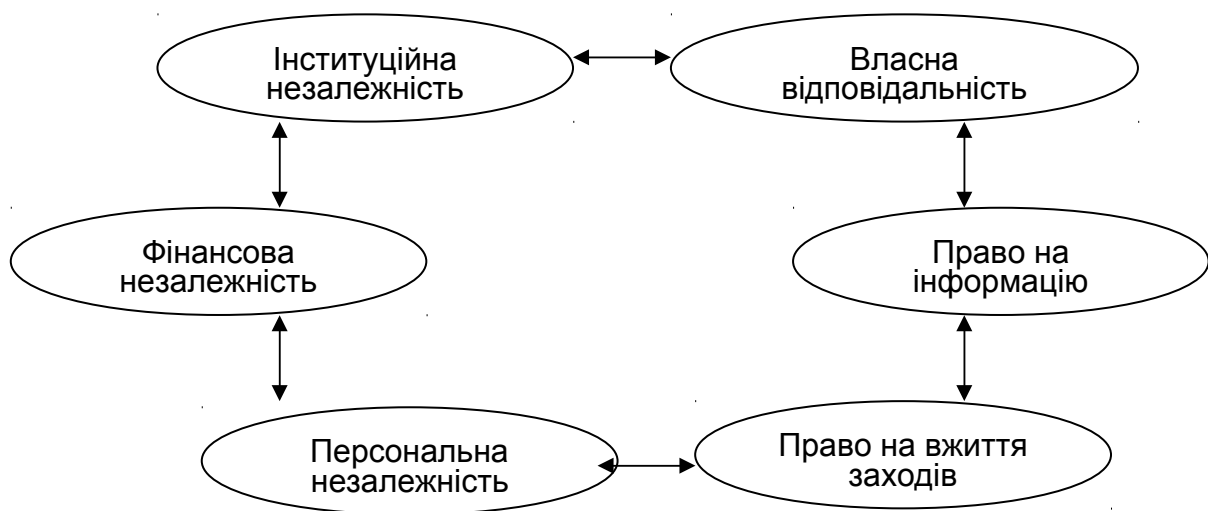 Інституційна
незалежність
Власна
відповідальність
Фінансова
незалежність
Право на
інформацію
Персональна
незалежність
Право на вжиття
заходів